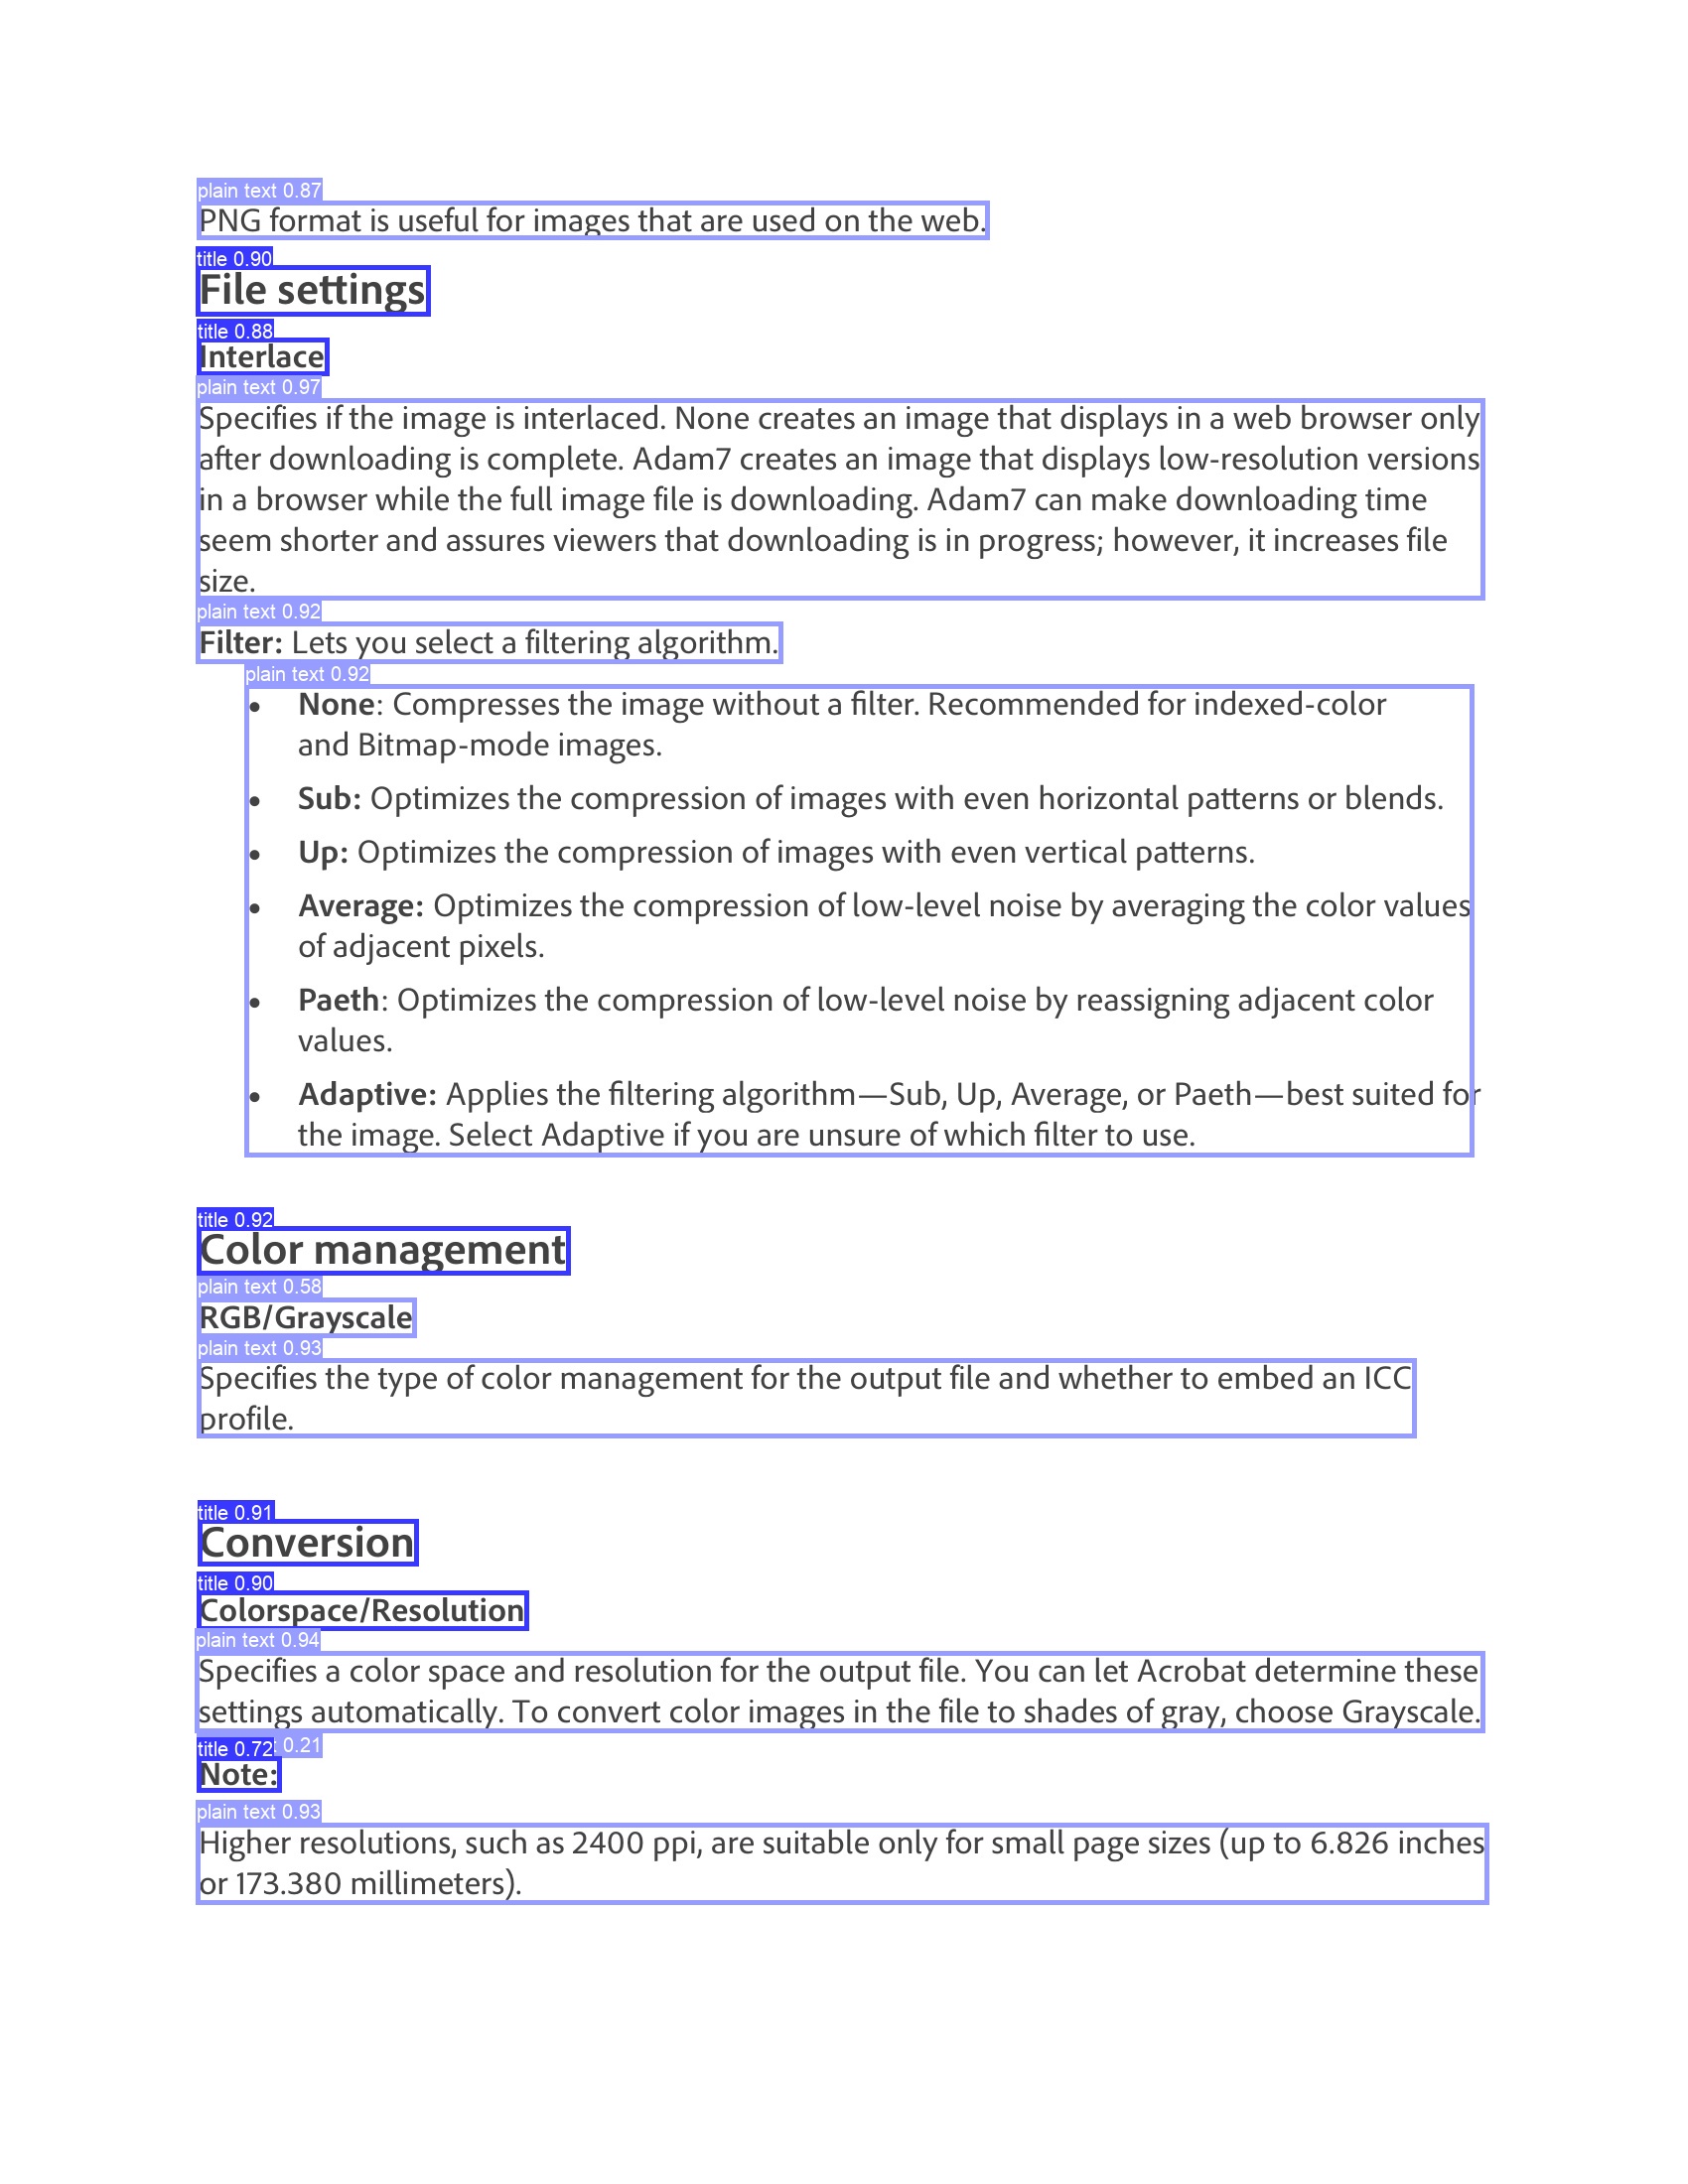 plain text 0.87
PNG format is useful for images that are used on the web.
title 0.90
File settings
title 0.88
Interlace
plain text 0.97
Specifies if the image is interlaced. None creates an image that displays in a web browser only
after downloading is complete. Adam7 creates an image that displays low-resolution versions
in a browser while the full image file is downloading. Adam7 can make downloading time
seem shorter and assures viewers that downloading is in progress; however, it increases file
size.
plain text 0.92
Filter: Lets you select a filtering algorithm.
plain text 0.92
• None: Compresses the image without a filter. Recommended for indexed-color
and Bitmap-mode images.
• Sub: Optimizes the compression of images with even horizontal patterns or blends.
• Up: Optimizes the compression of images with even vertical patterns.
• Average: Optimizes the compression of low-level noise by averaging the color values
of adjacent pixels.
• Paeth: Optimizes the compression of low-level noise by reassigning adjacent color
values.
• Adaptive: Applies the filtering algorithm—Sub, Up, Average, or Paeth—best suited for
the image. Select Adaptive if you are unsure of which filter to use.
title 0.92
Color management
plain text 0.58
RGB/Grayscale
plain text 0.93
Specifies the type of color management for the output file and whether to embed an ICC
profile.
title 0.91
Conversion
title 0.90
Colorspace/Resolution
plain text 0.94
Specifies a color space and resolution for the output file. You can let Acrobat determine these
settings automatically. To convert color images in the file to shades of gray, choose Grayscale.
title 0.72 0.21
Note:
plain text 0.93
Higher resolutions, such as 2400 ppi, are suitable only for small page sizes (up to 6.826 inches
or 173.380 millimeters).